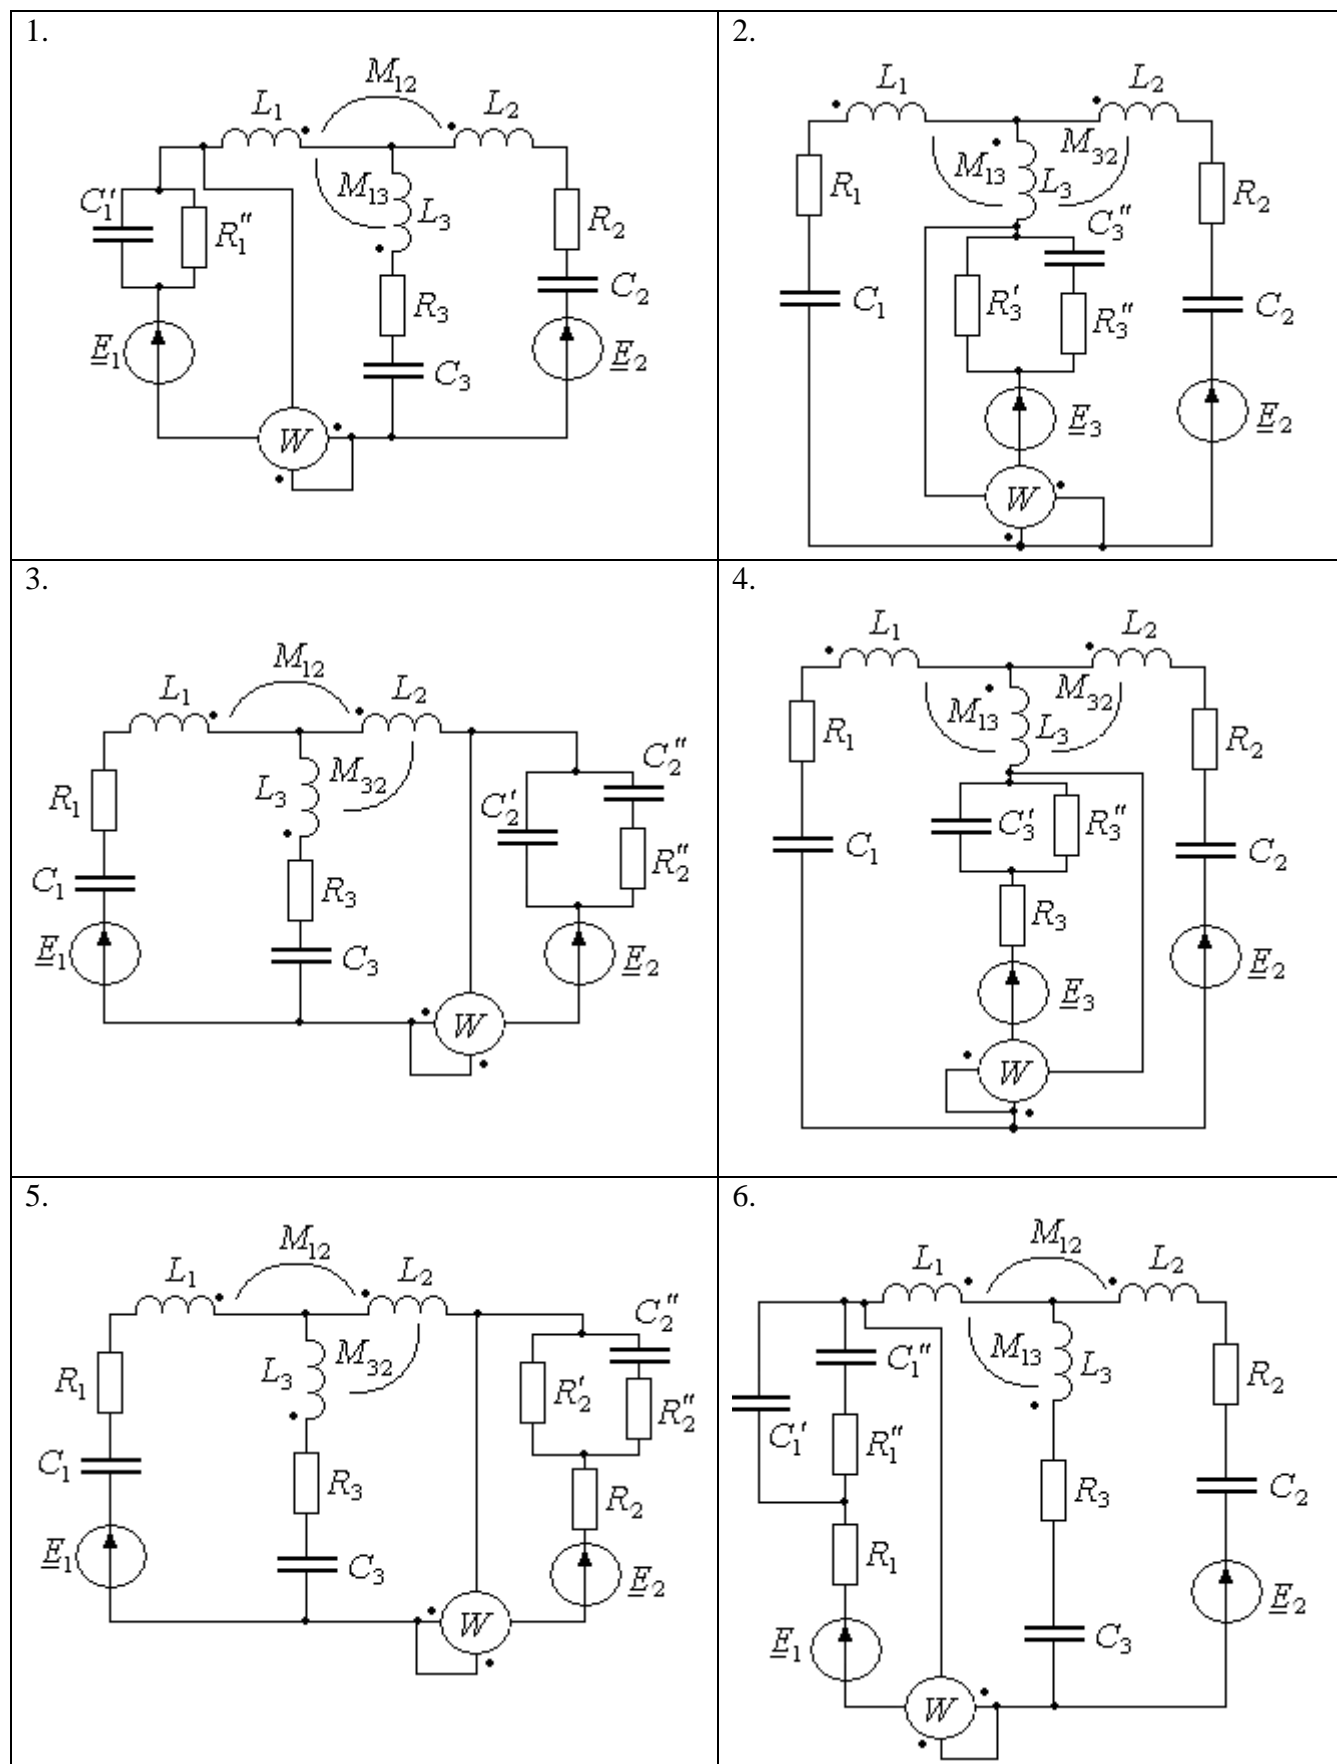 1.
M12
L1
L2
C1''
R1''
M13
L3
R2
C2
R3
C3
E1
E2
W
2.
L1
L2
M13
M32
L3
R1
R2
C3''
C1
R3'
R3''
C2
E3
E2
W
3.
M12
L1
L2
M32
L3
C2''
C2'
R1
R2''
C1
R3
C3
E1
E2
W
4.
L1
L2
M13
M32
L3
R1
R2
C3'
R3''
C1
C2
R3
E3
E2
W
5.
M12
L1
L2
M32
L3
C2''
R1
R2'
R2''
C1
R3
R2
C3
E1
E2
W
6.
M12
L1
L2
C1''
M13
L3
R2
C1'
R1''
R3
C2
R1
E1
C3
E2
W